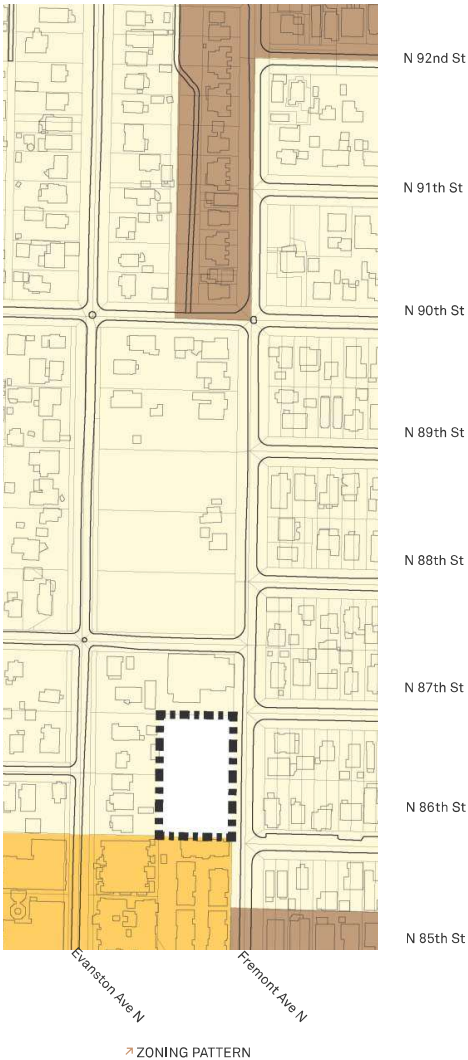 N 92nd St
N 91th St
N 90th St
N 89th St
N 88th St
N 87th St
N 86th St
N 85th St
Evanston Ave N
Fremont Ave N
↗ ZONING PATTERN